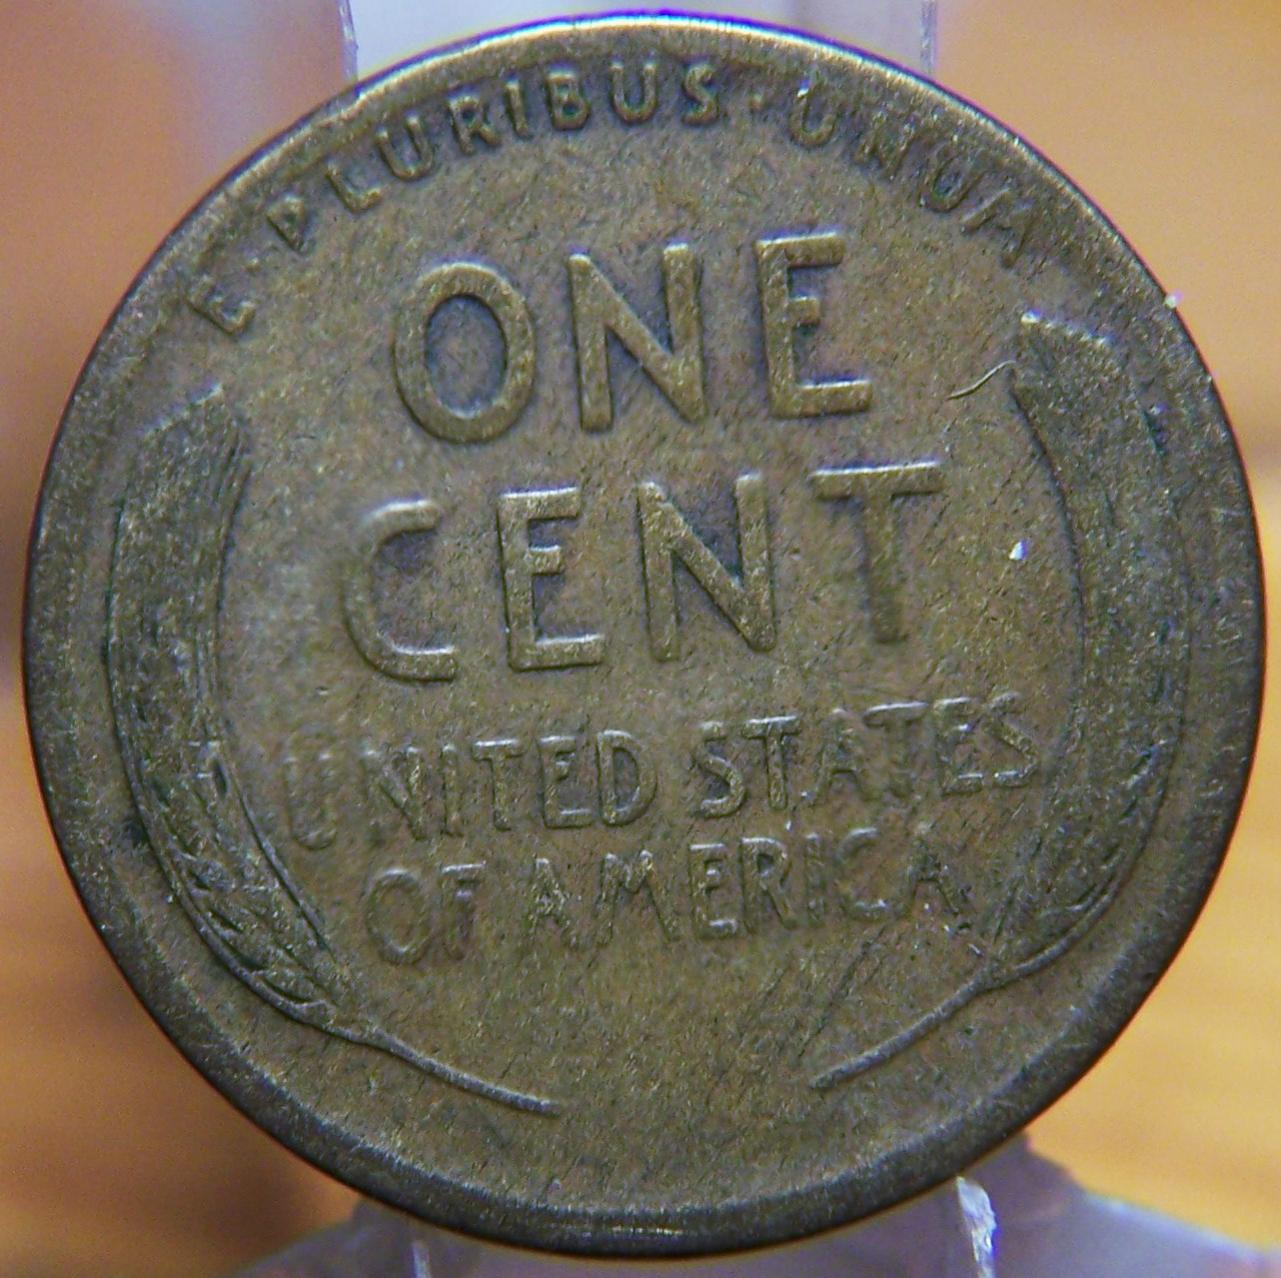 E·PLURIBUS·UNUM
ONE
CENT
UNITED STATES
OF AMERICA